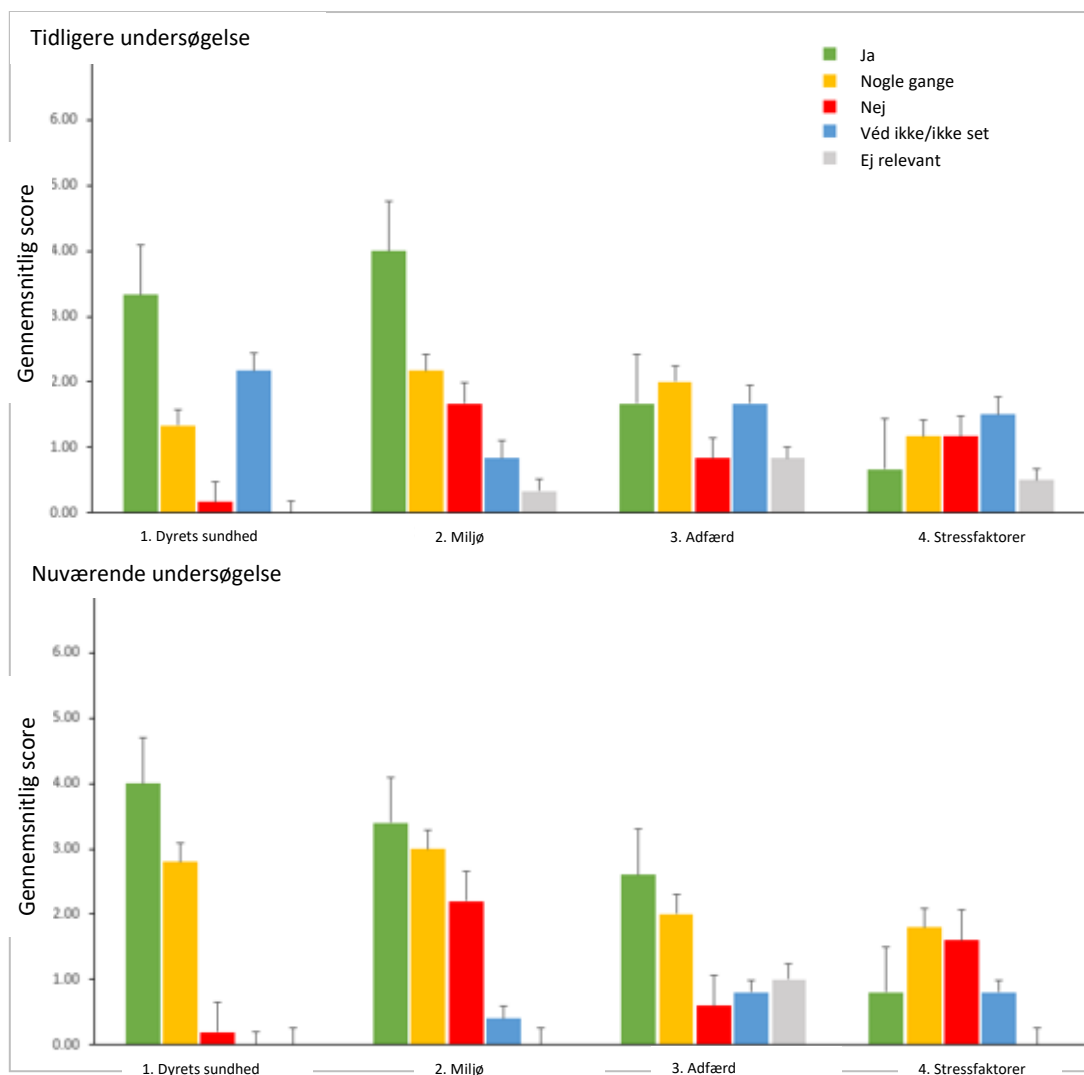 Tidligere undersøgelse
Ja
Nogle gange
Nej
Véd ikke/ikke set
Ej relevant
Gennemsnitlig score
6.00
5.00
4.00
3.00
2.00
1.00
0.00
1. Dyrets sundhed
2. Miljø
3. Adfærd
4. Stressfaktorer
Nuværende undersøgelse
Gennemsnitlig score
6.00
5.00
4.00
3.00
2.00
1.00
0.00
1. Dyrets sundhed
2. Miljø
3. Adfærd
4. Stressfaktorer